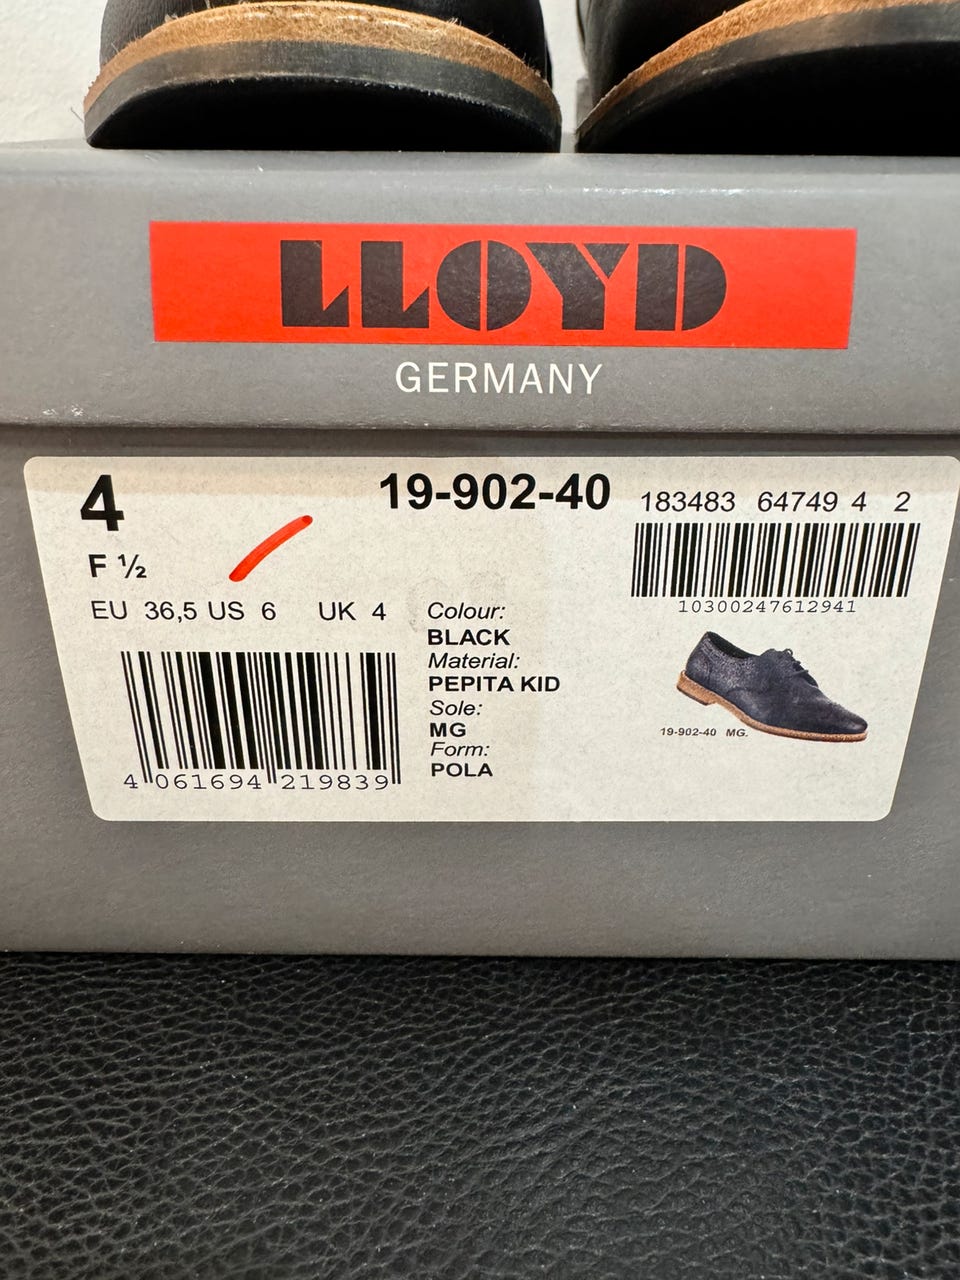 LLOYD
GERMANY
4
19-902-40
183483 64749 4 2
F ½
10300247612941
EU 36,5 US 6 UK 4
Colour:
BLACK
Material:
PEPITA KID
Sole:
MG
Form:
POLA
19-902-40 MG.
4 061694 219839